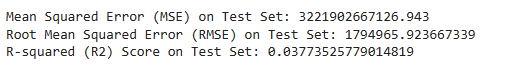 Mean Squared Error (MSE) on Test Set: 3221902667126.943
Root Mean Squared Error (RMSE) on Test Set: 1794965.923667339
R-squared (R2) Score on Test Set: 0.03773525779014819